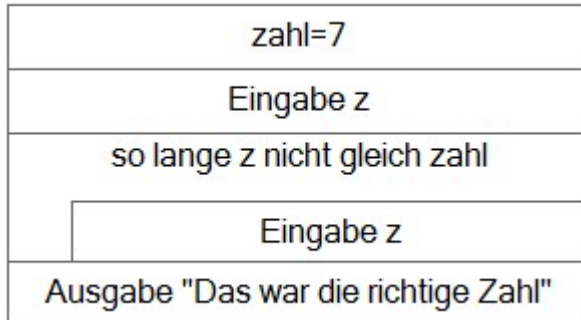 zahl=7
Eingabe z
so lange z nicht gleich zahl
Eingabe z
Ausgabe "Das war die richtige Zahl"